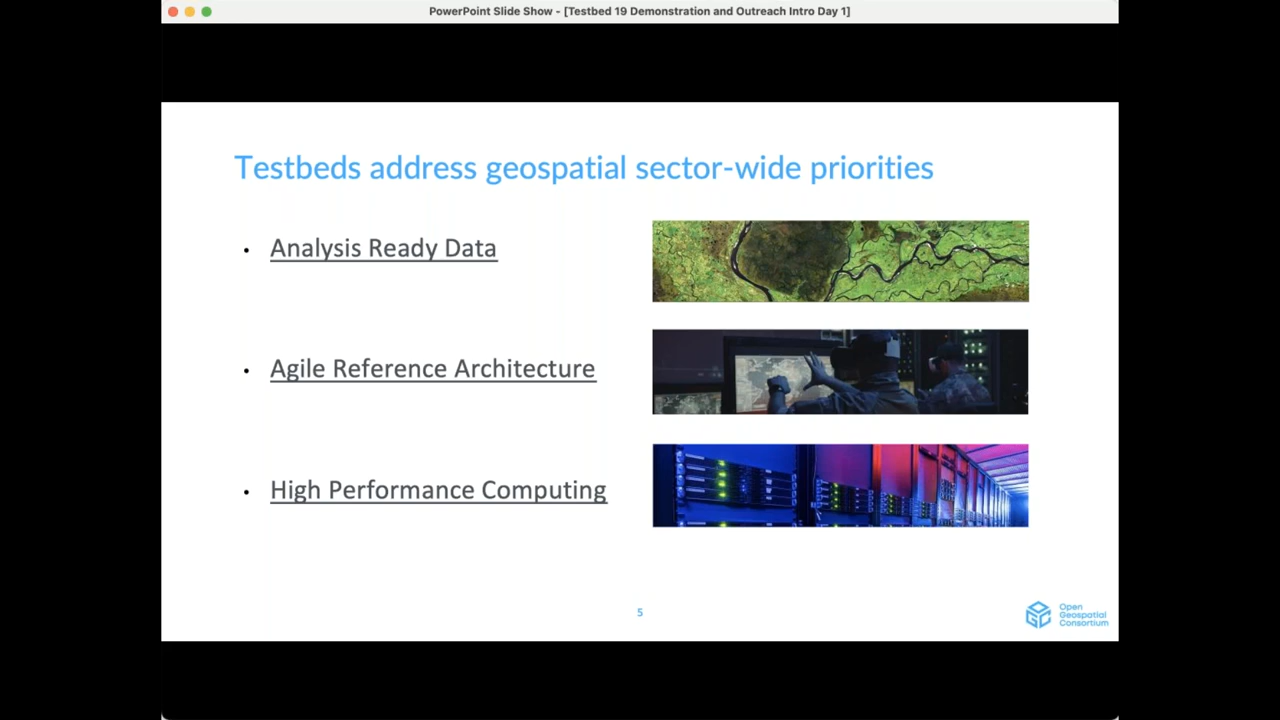 PowerPoint Slide Show - [Testbed 19 Demonstration and Outreach Intro Day 1]
Testbeds address geospatial sector-wide priorities
• Analysis Ready Data
• Agile Reference Architecture
• High Performance Computing
5
OGC
Open
Geospatial
Consortium